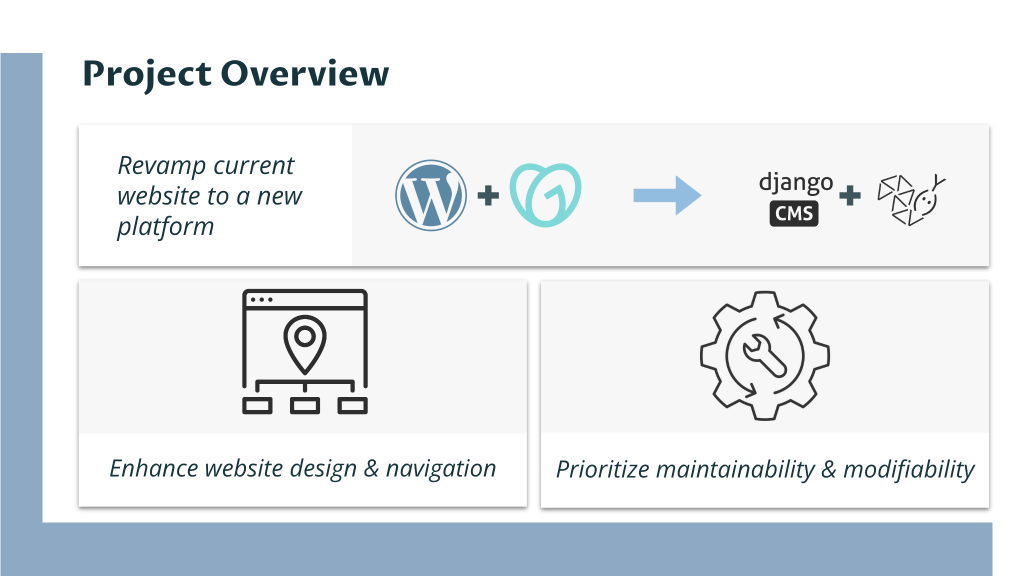 Project Overview
Revamp current
website to a new
platform
django
CMS
Enhance website design & navigation
Prioritize maintainability & modifiability